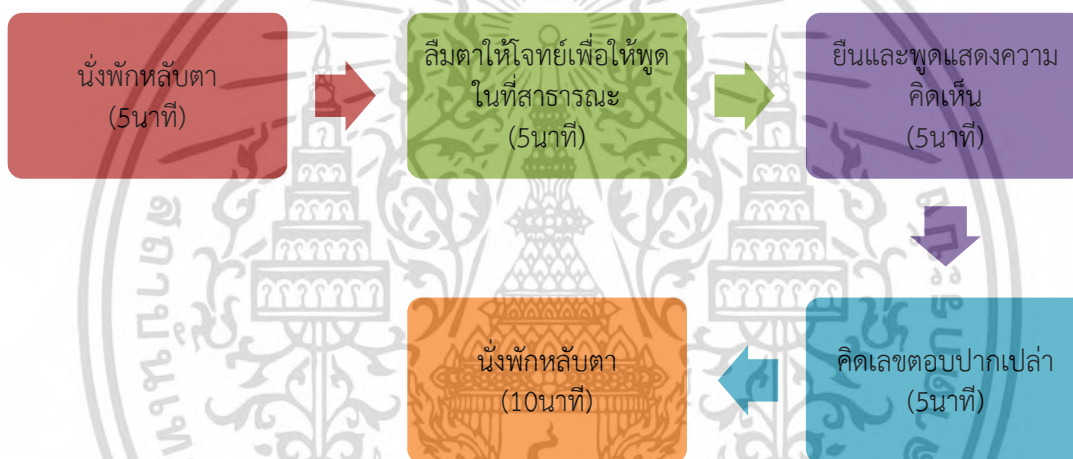 นั่งพักหลับตา
(5นาที)
ลืมตาให้โจทย์เพื่อให้พูด
ในที่สาธารณะ
(5นาที)
ยืนและพูดแสดงความ
คิดเห็น
(5นาที)
คิดเลขตอบปากเปล่า
(5นาที)
นั่งพักหลับตา
(10นาที)